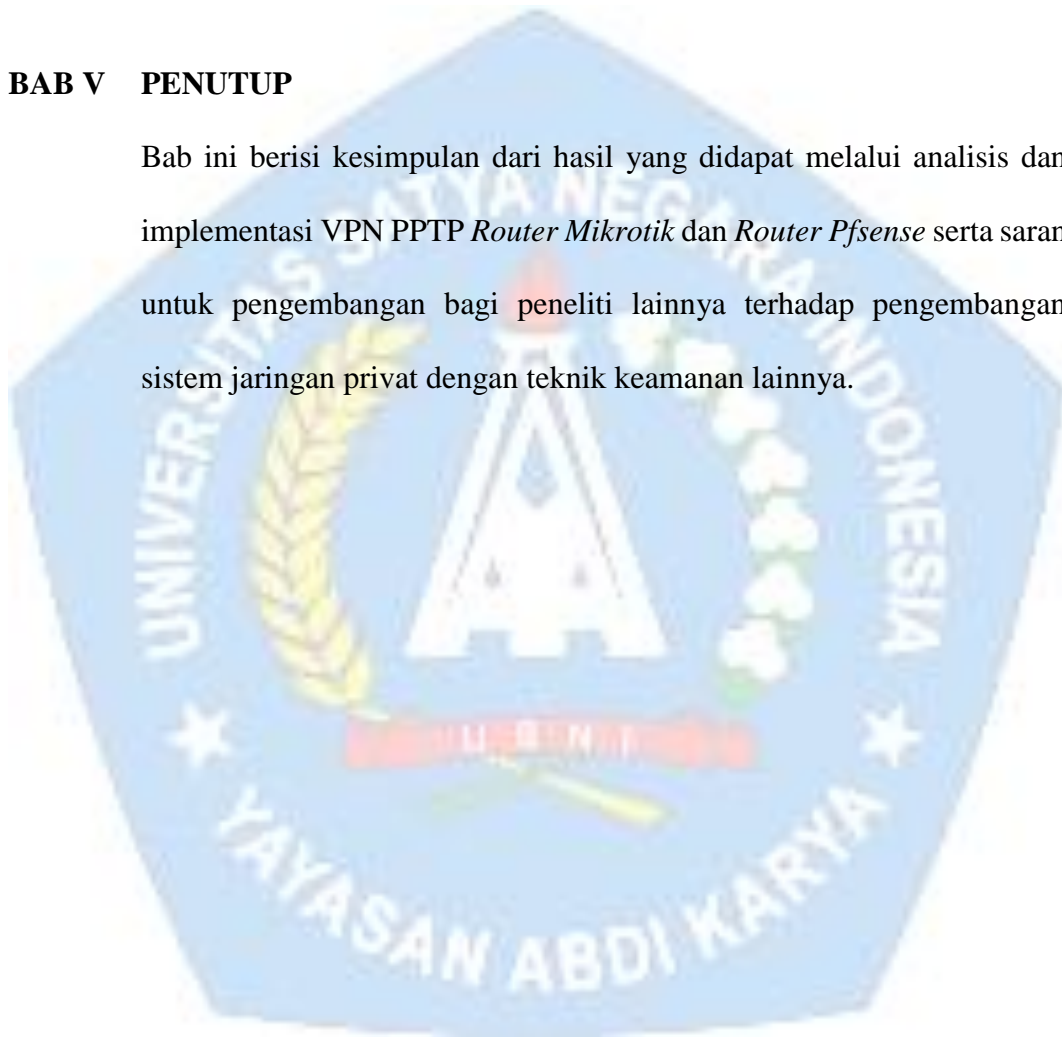 BAB V PENUTUP
Bab ini berisi kesimpulan dari hasil yang didapat melalui analisis dan
implementasi VPN PPTP Router Mikrotik dan Router Pfsense serta saran
untuk pengembangan bagi peneliti lainnya terhadap pengembangan
sistem jaringan privat dengan teknik keamanan lainnya.
UNIVERSITAS SATYA NEGARA INDONESIA
U S N I
YAYASAN ABDI KARYA